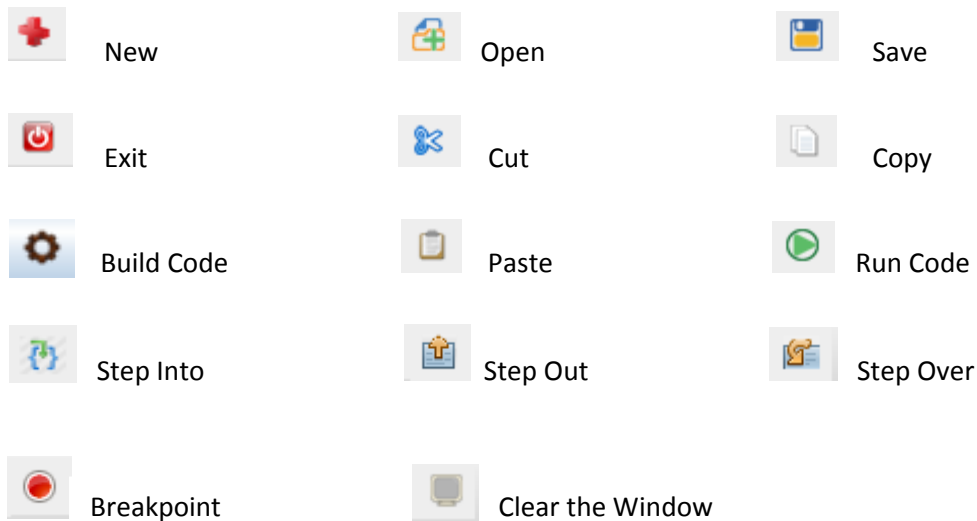 New Open Save
Exit Cut Copy
Build Code Paste Run Code
Step Into Step Out Step Over
Breakpoint Clear the Window